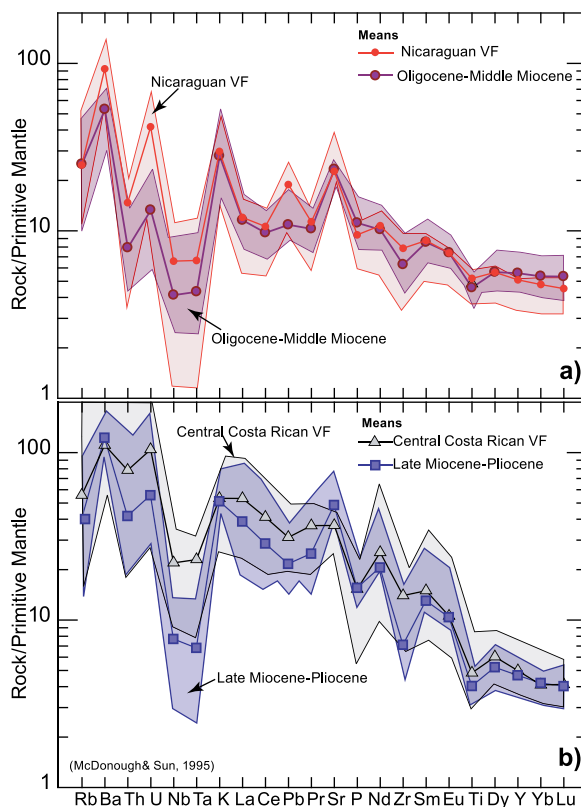 Means
Nicaraguan VF
Oligocene-Middle Miocene
Nicaraguan VF
Oligocene-Middle Miocene
100
10
1
Rock/Primitive Mantle
a)
Means
Central Costa Rican VF
Late Miocene-Pliocene
Central Costa Rican VF
Late Miocene-Pliocene
100
10
1
Rock/Primitive Mantle
(McDonough& Sun, 1995)
b)
Rb Ba Th U Nb Ta K La Ce Pb Pr Sr P Nd Zr Sm Eu Ti Dy Y Yb Lu